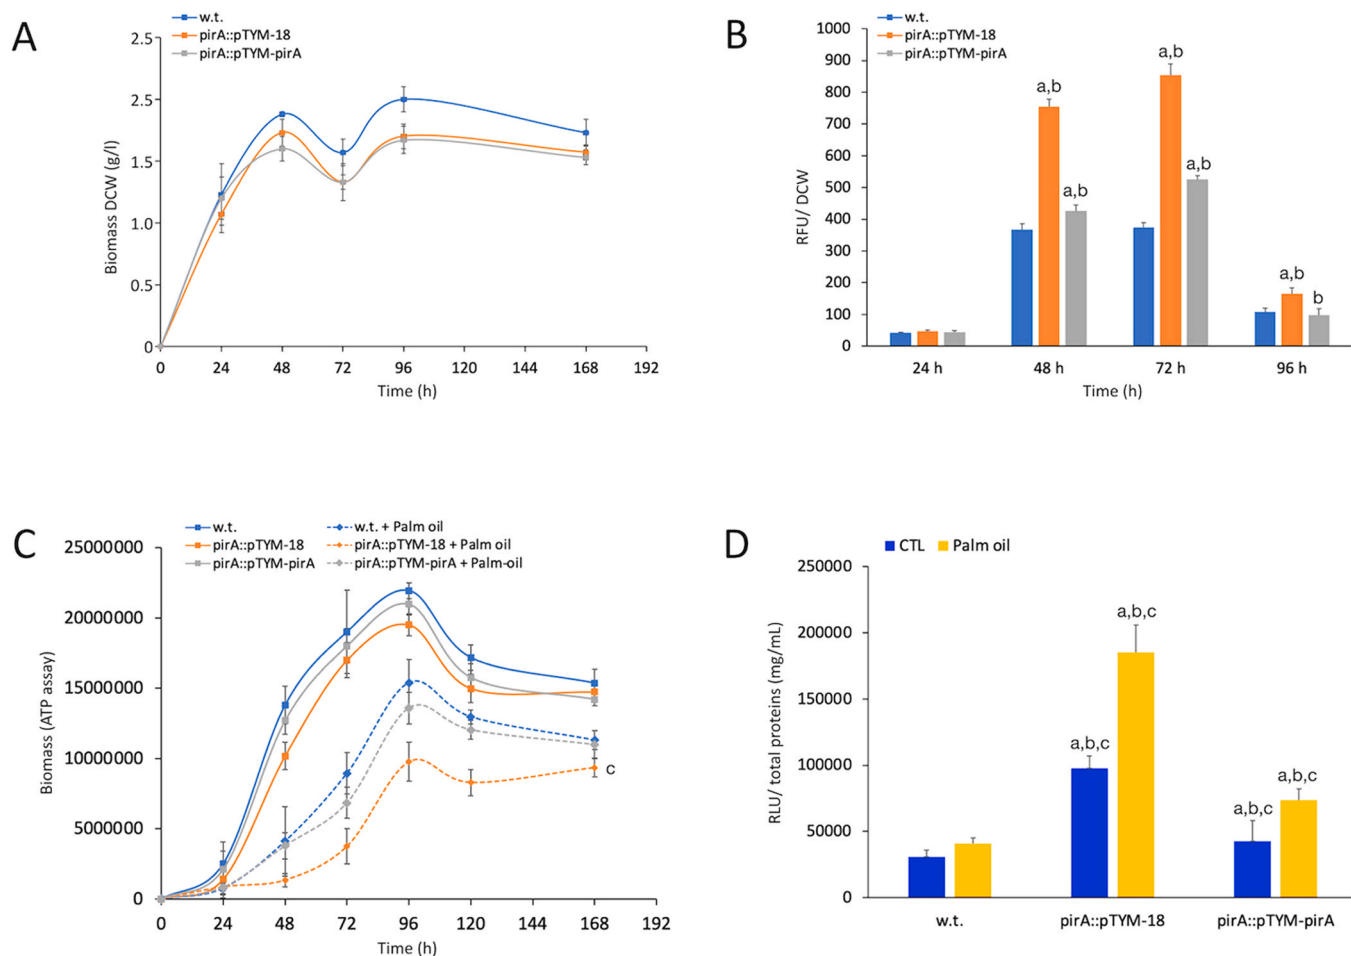 A
w.t.
pirA::pTYM-18
pirA::pTYM-pirA
2.5
2.5
1.5
1.0
0.5
0
Biomass DCW (g/l)
0 24 48 72 96 120 144 168 192
Time (h)
B
w.t.
pirA::pTYM-18
pirA::pTYM-pirA
1000
900
800
700
600
500
400
300
200
100
0
RFU/ DCW
a,b
a,b
a,b
a,b
a,b
b
24 h 48 h 72 h 96 h
Time (h)
C
w.t.
pirA::pTYM-18
pirA::pTYM-pirA
w.t. + Palm oil
pirA::pTYM-18 + Palm oil
pirA::pTYM-pirA + Palm-oil
25000000
20000000
15000000
10000000
5000000
0
Biomass (ATP assay)
c
0 24 48 72 96 120 144 168 192
Time (h)
D
CTL Palm oil
250000
200000
150000
100000
50000
0
RLU/ total proteins (mg/mL)
a,b,c
a,b,c
a,b,c
a,b,c
w.t. pirA::pTYM-18 pirA::pTYM-pirA